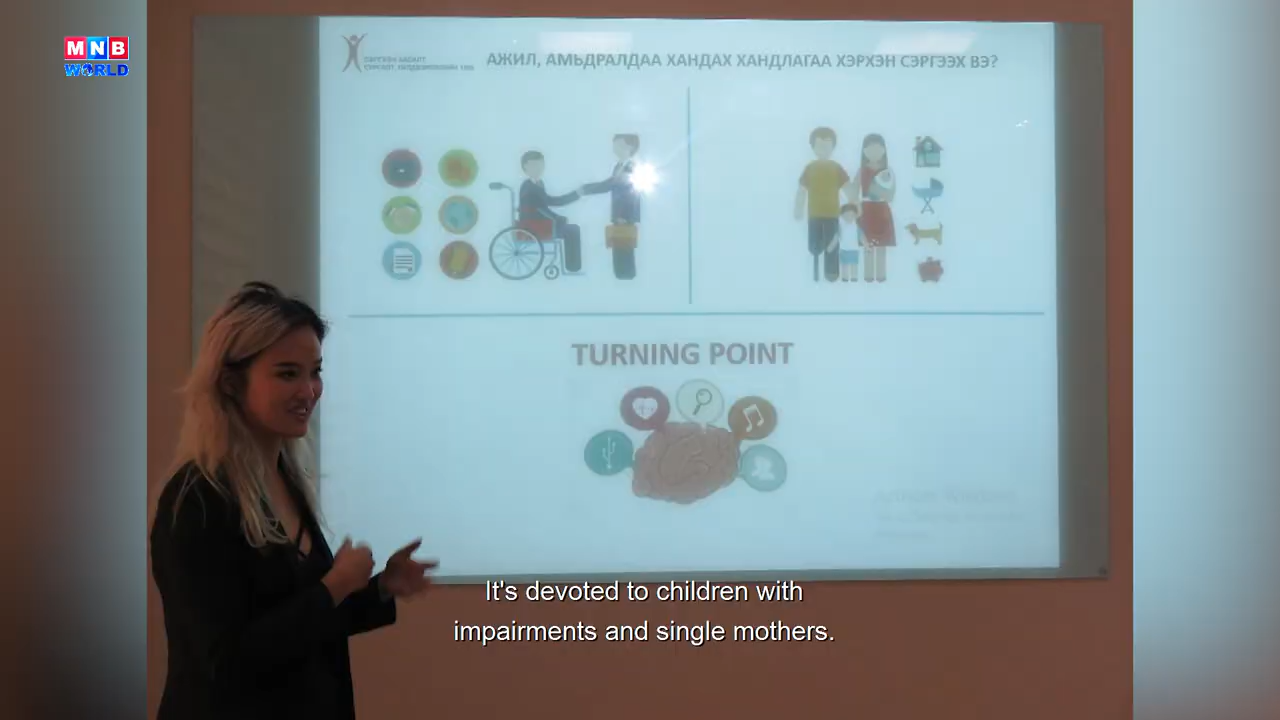 MNB
WORLD
АЖИЛ, АМЬДРАЛДАА ХАНДАХ ХАНДЛАГАА ХЭРХЭН СЭРГЭЭХ ВЭ?
TURNING POINT
It's devoted to children with
impairments and single mothers.